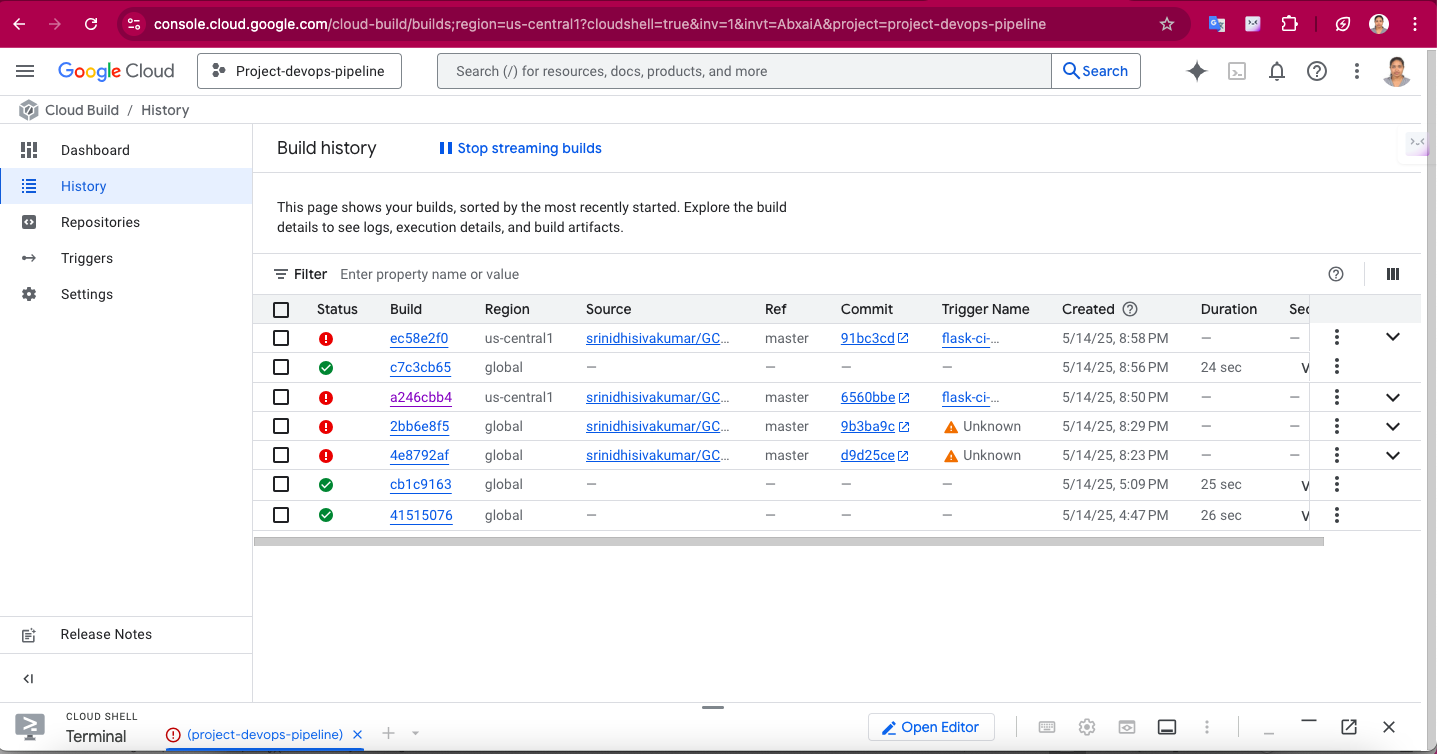 console.cloud.google.com/cloud-build/builds;region=us-central1?cloudshell=true&inv=1&invt=AbxaiA&project=project-devops-pipeline
Google Cloud
Project-devops-pipeline
Search (/) for resources, docs, products, and more
Search
Cloud Build / History
Dashboard
History
Repositories
Triggers
Settings
Release Notes
Build history
Stop streaming builds
This page shows your builds, sorted by the most recently started. Explore the build
details to see logs, execution details, and build artifacts.
Filter Enter property name or value
Status Build Region Source Ref Commit Trigger Name Created Duration Sec
ec58e2f0 us-central1 srinidhisivakumar/GC... master 91bc3cd flask-ci-... 5/14/25, 8:58 PM — —
c7c3cb65 global — — — — 5/14/25, 8:56 PM 24 sec V
a246cbb4 us-central1 srinidhisivakumar/GC... master 6560bbe flask-ci-... 5/14/25, 8:50 PM — —
2bb6e8f5 global srinidhisivakumar/GC... master 9b3ba9c Unknown 5/14/25, 8:29 PM — —
4e8792af global srinidhisivakumar/GC... master d9d25ce Unknown 5/14/25, 8:23 PM — —
cb1c9163 global — — — — 5/14/25, 5:09 PM 25 sec V
41515076 global — — — — 5/14/25, 4:47 PM 26 sec V
CLOUD SHELL
Terminal
(project-devops-pipeline)
Open Editor